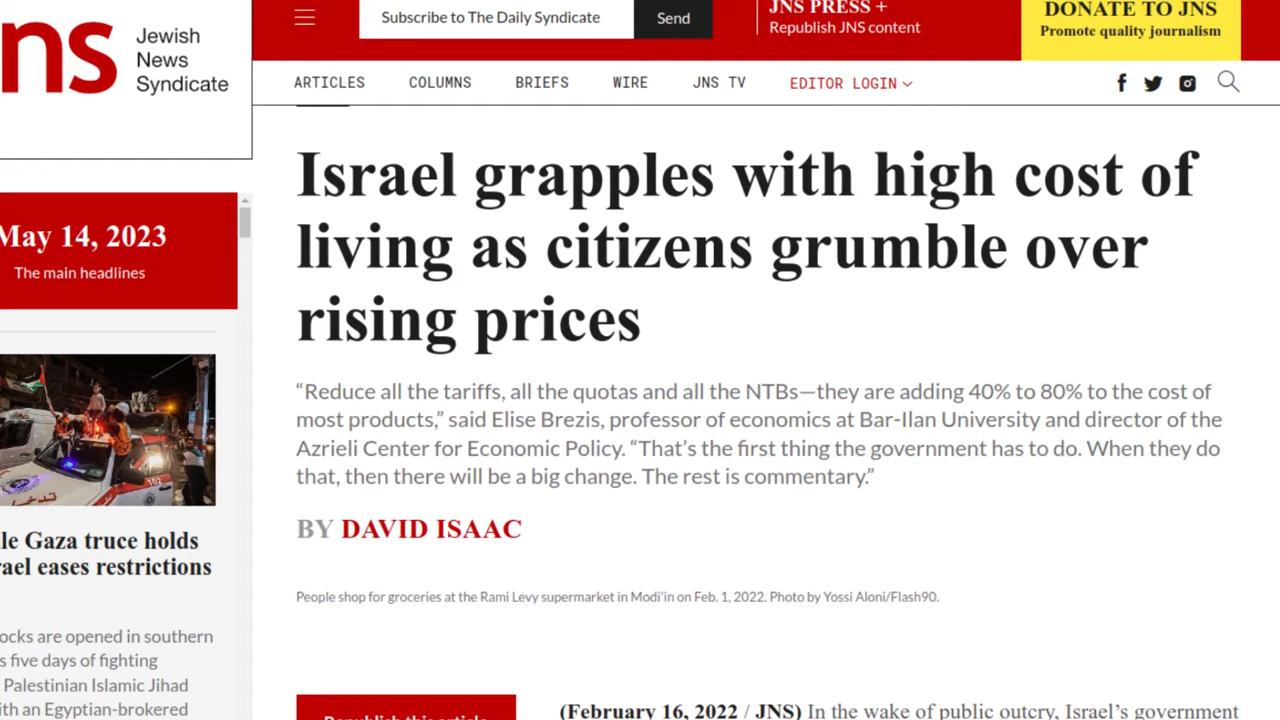 ns Jewish
News
Syndicate
Subscribe to The Daily Syndicate
Send
JNS PRESS +
Republish JNS content
DONATE TO JNS
Promote quality journalism
ARTICLES COLUMNS BRIEFS WIRE JNS TV EDITOR LOGIN
May 14, 2023
The main headlines
102
le Gaza truce holds
ael eases restrictions
ocks are opened in southern
s five days of fighting
Palestinian Islamic Jihad
ith an Egyptian-brokered
Israel grapples with high cost of
living as citizens grumble over
rising prices
“Reduce all the tariffs, all the quotas and all the NTBs—they are adding 40% to 80% to the cost of
most products,” said Elise Brezis, professor of economics at Bar-Ilan University and director of the
Azrieli Center for Economic Policy. “That’s the first thing the government has to do. When they do
that, then there will be a big change. The rest is commentary.”
BY DAVID ISAAC
People shop for groceries at the Rami Levy supermarket in Modi’in on Feb. 1, 2022. Photo by Yossi Aloni/Flash90.
Republish this article
(February 16, 2022 / JNS) In the wake of public outcry, Israel’s government